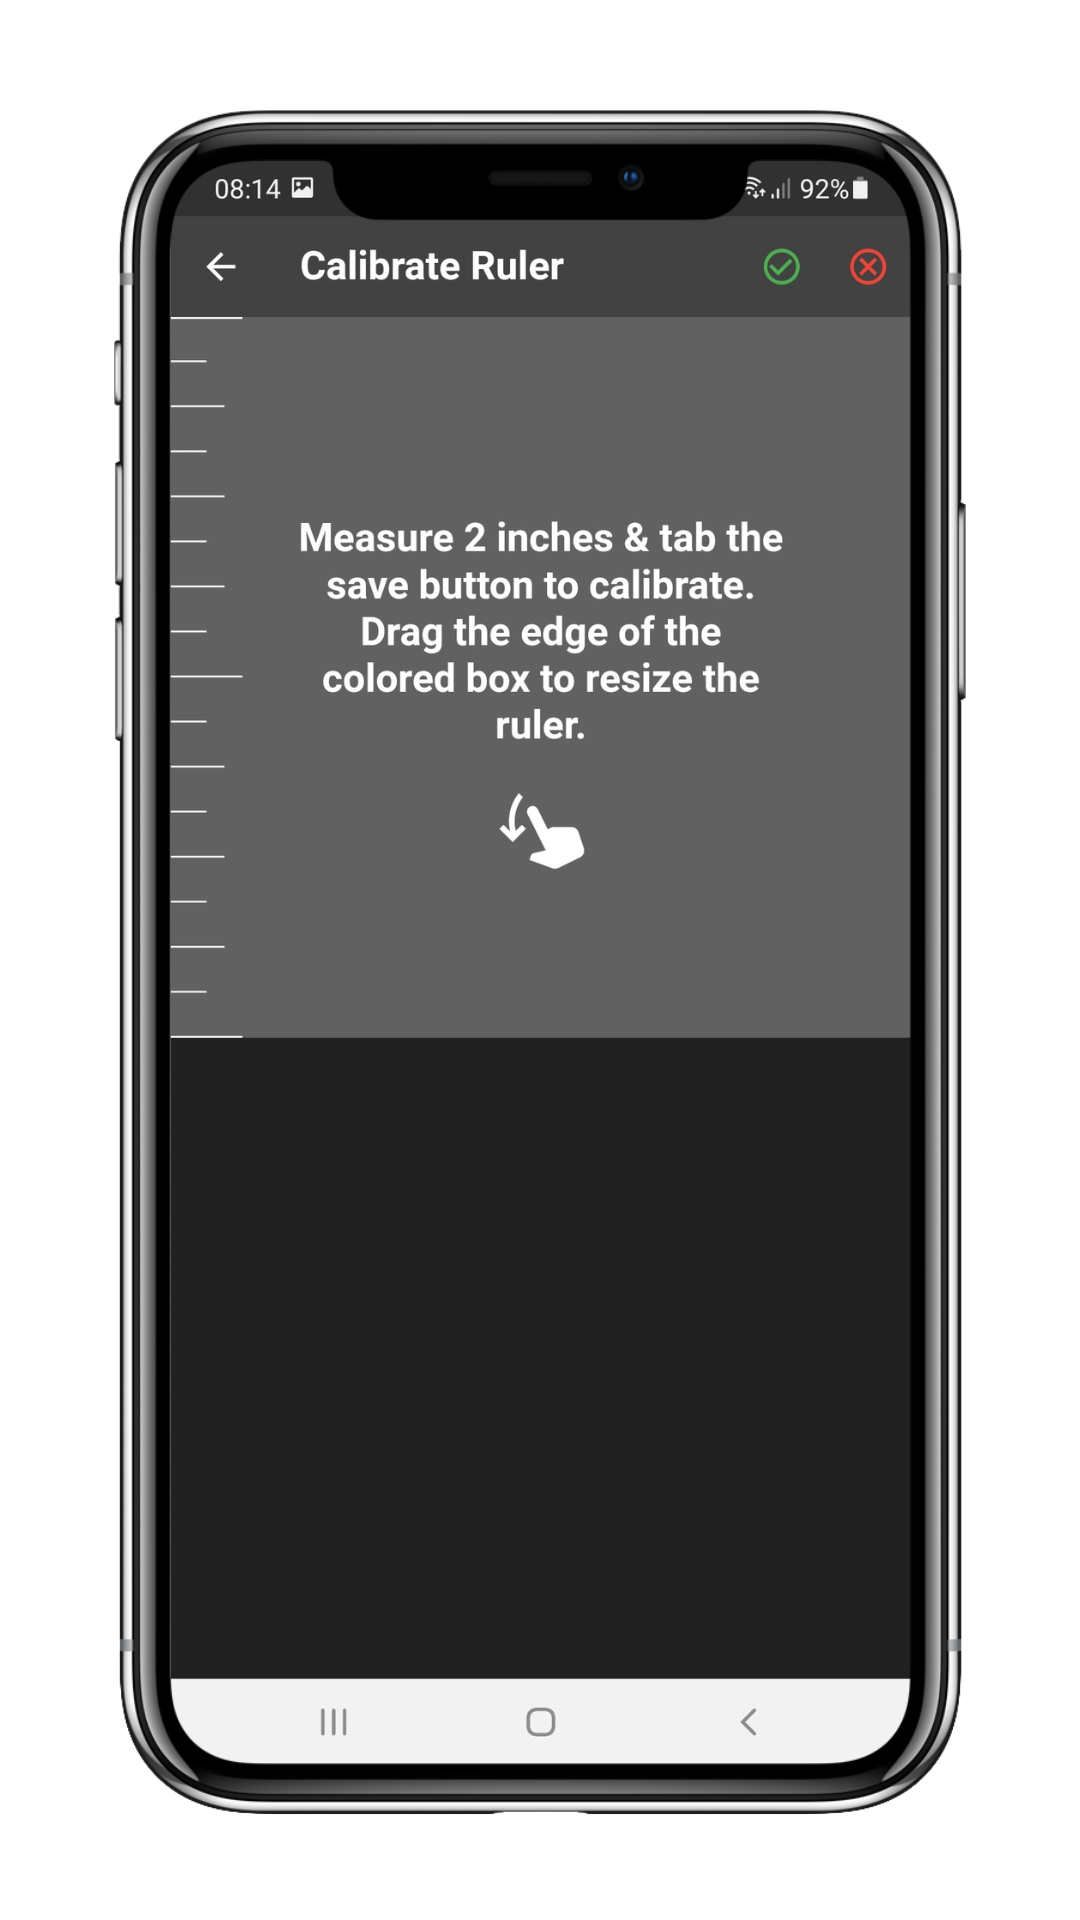 08:14 92%
Calibrate Ruler
Measure 2 inches & tab the
save button to calibrate.
Drag the edge of the
colored box to resize the
ruler.